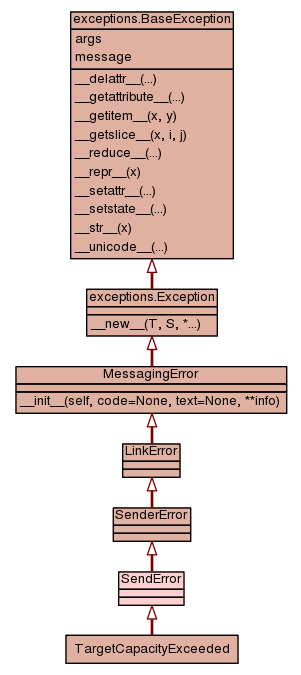 exceptions.BaseException
args
message
__delattr__(...)
__getattribute__(...)
__getitem__(x, y)
__getslice__(x, i, j)
__reduce__(...)
__repr__(x)
__setattr__(...)
__setstate__(...)
__str__(x)
__unicode__(...)
exceptions.Exception
__new__(T, S, *...)
MessagingError
__init__(self, code=None, text=None, **info)
LinkError
SenderError
SendError
TargetCapacityExceeded